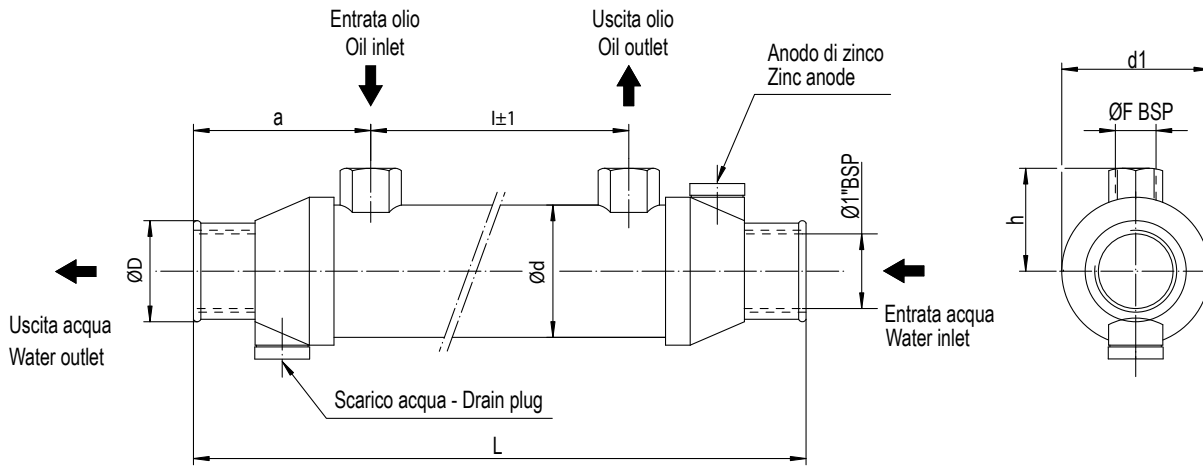 Entrata olio
Oil inlet
Uscita olio
Oil outlet
Anodo di zinco
Zinc anode
d1
a
l±1
ØF BSP
Ø1"BSP
h
ØD
Ød
Uscita acqua
Water outlet
Entrata acqua
Water inlet
Scarico acqua - Drain plug
L